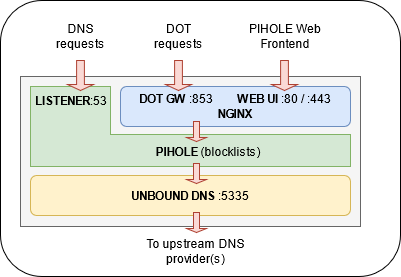 DNS
requests
DOT
requests
PIHOLE Web
Frontend
LISTENER:53
DOT GW :853
WEB UI :80 / :443
NGINX
PIHOLE (blocklists)
UNBOUND DNS :5335
To upstream DNS
provider(s)